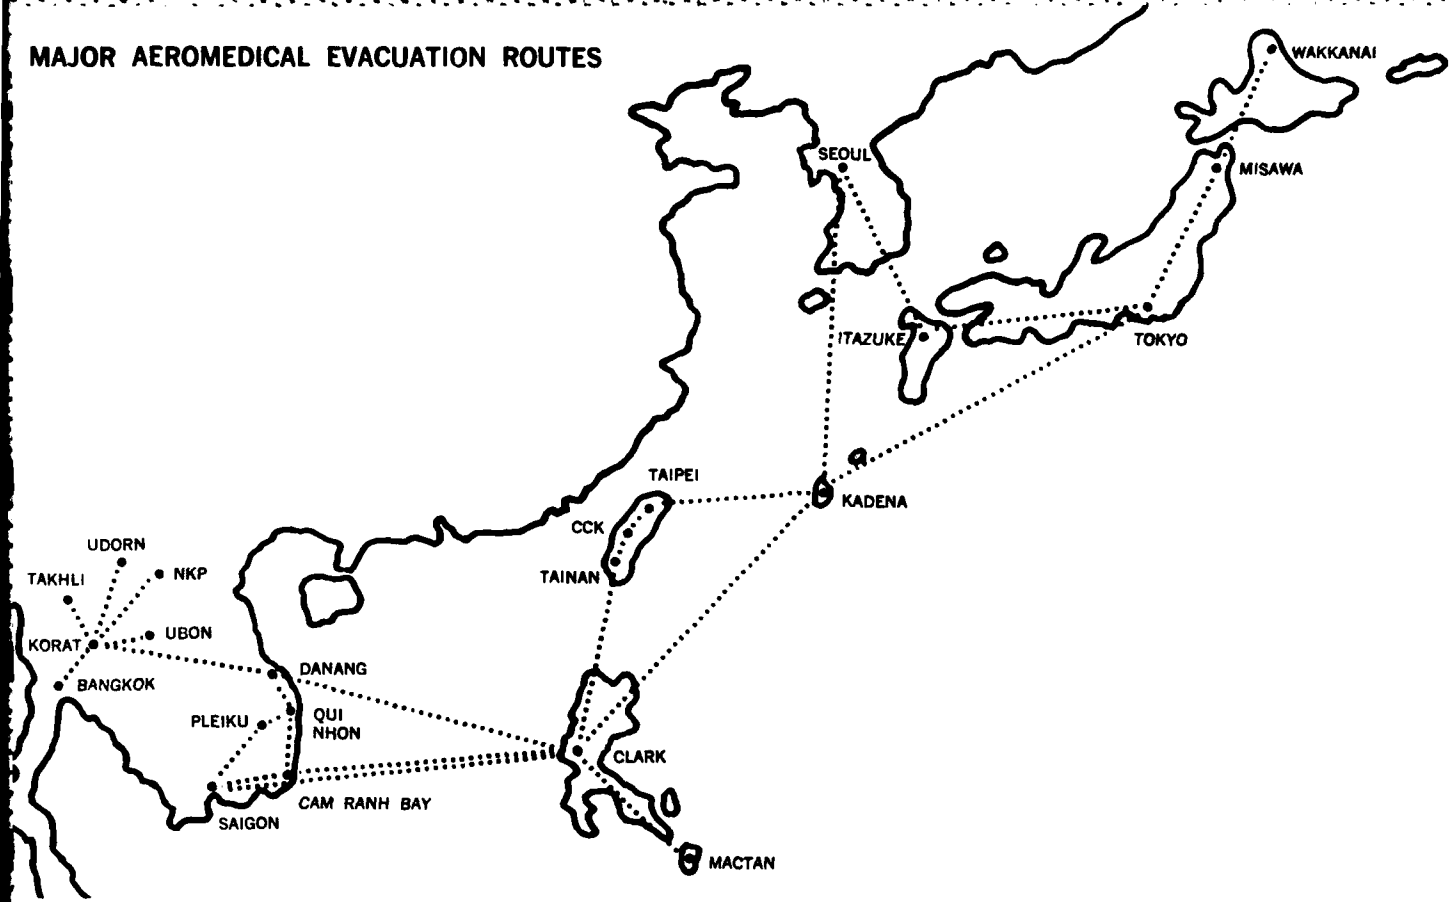 MAJOR AEROMEDICAL EVACUATION ROUTES
WAKKANAI
SEOUL
MISAWA
ITAZUKE
TOKYO
TAIPEI
KADENA
CCK
UDORN
NKP
TAKHLI
TAINAN
UBON
KORAT
DANANG
BANGKOK
PLEIKU
QUI
NHON
CLARK
CAM RANH BAY
SAIGON
MACTAN